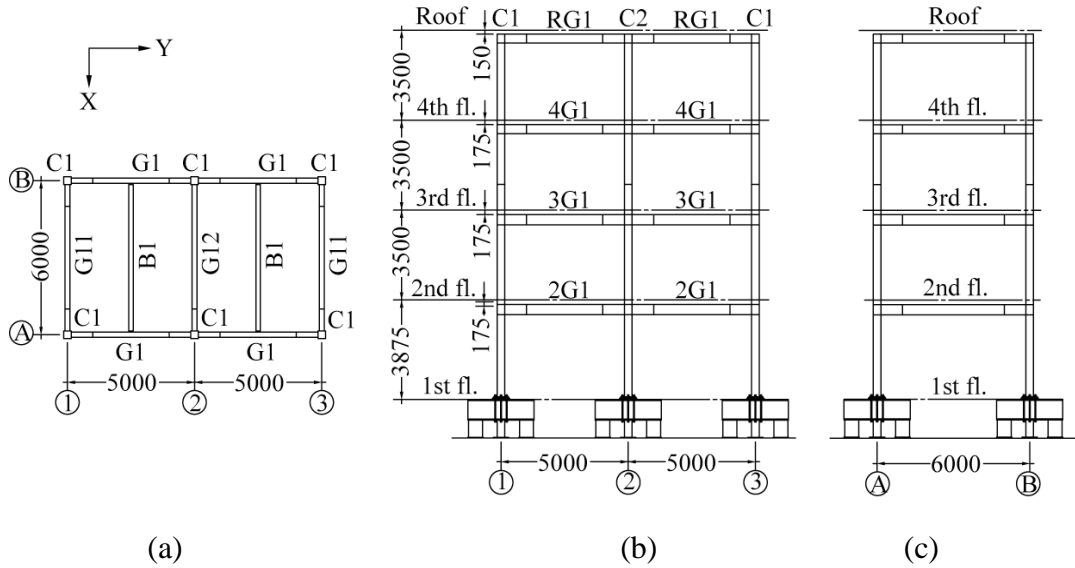 Y
X
C1 G1 C1 G1 C1
B
6000
G11 B1 G12 B1 G11
A
C1 C1 C1
G1 G1
5000 5000
1 2 3
(a)
Roof C1 RG1 C2 RG1 C1
3500 150
4th fl. 4G1 4G1
3500 175
3rd fl. 3G1 3G1
3500 175
2nd fl. 2G1 2G1
3875 175
1st fl.
5000 5000
1 2 3
(b)
Roof
4th fl.
3rd fl.
2nd fl.
1st fl.
6000
A B
(c)